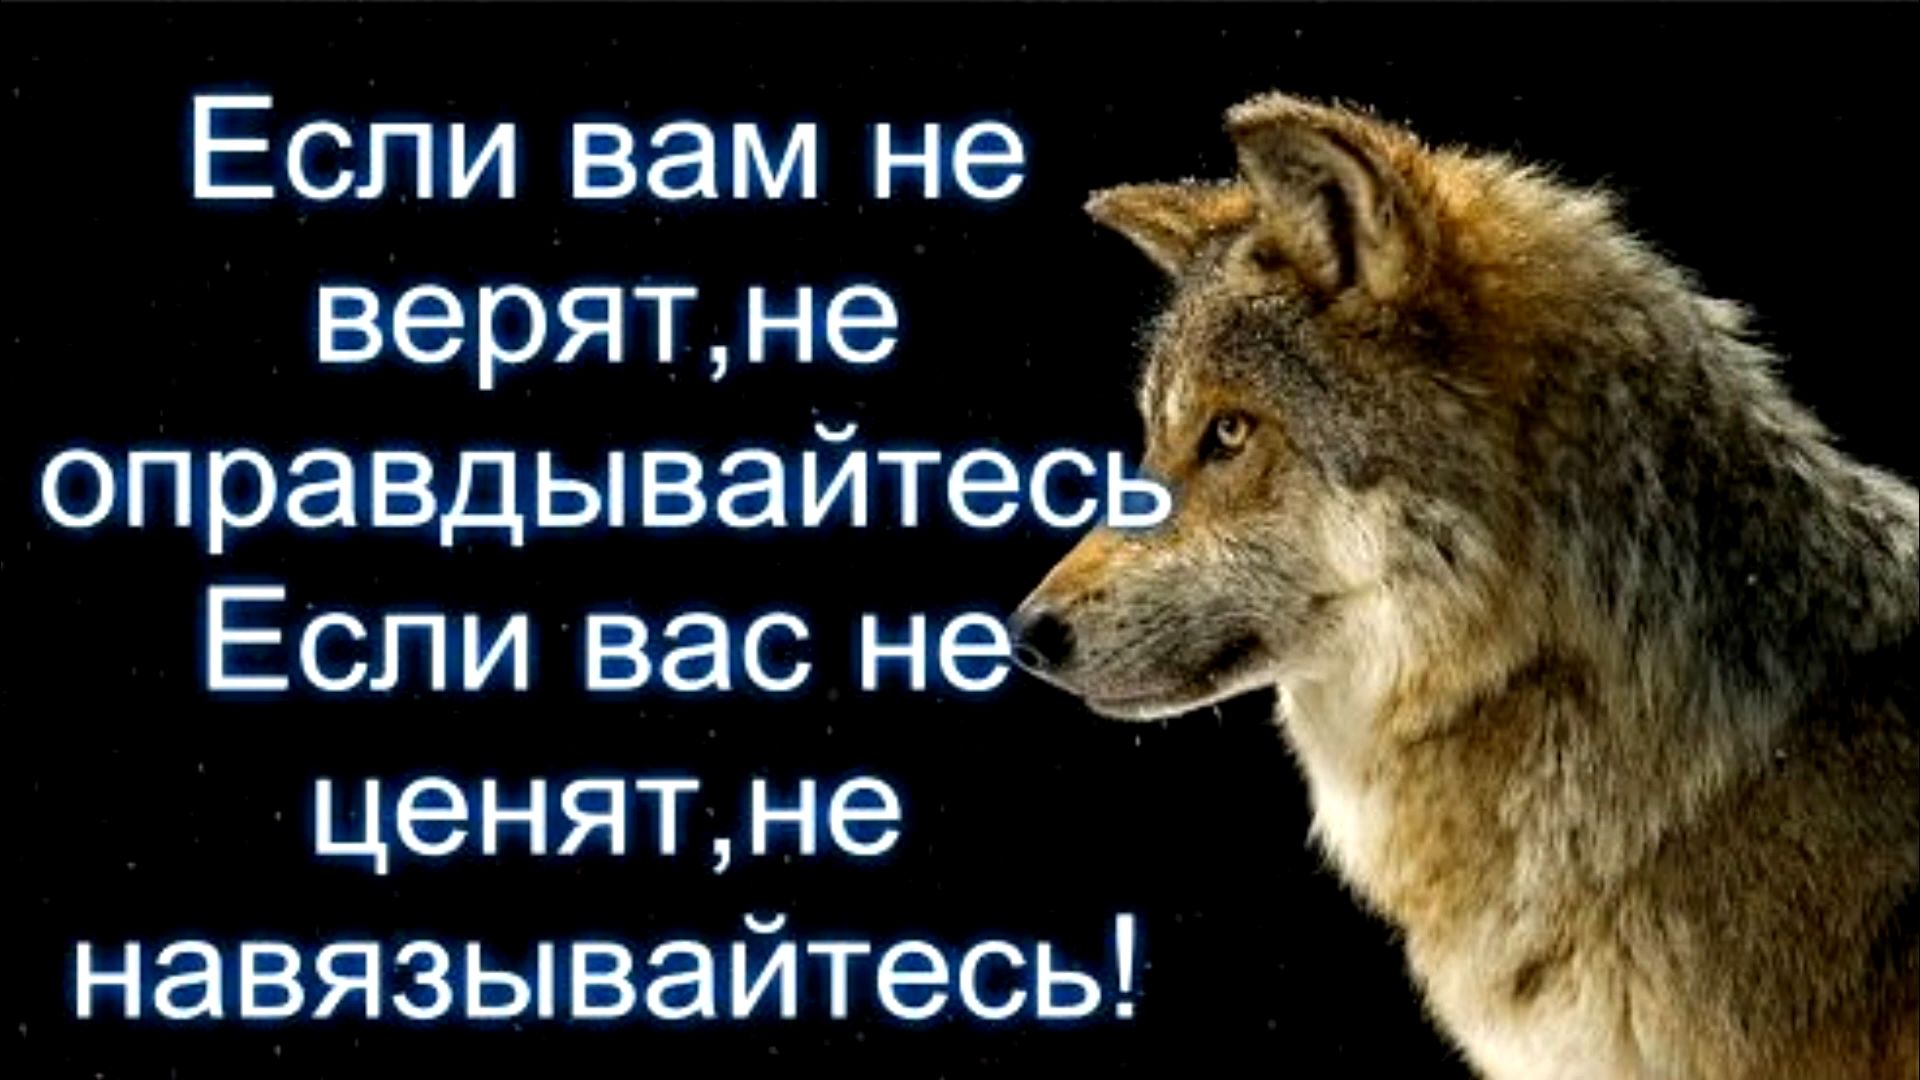 Если вам не
верят,не
оправдывайтесь
Если вас не
ценят,не
навязывайтесь!